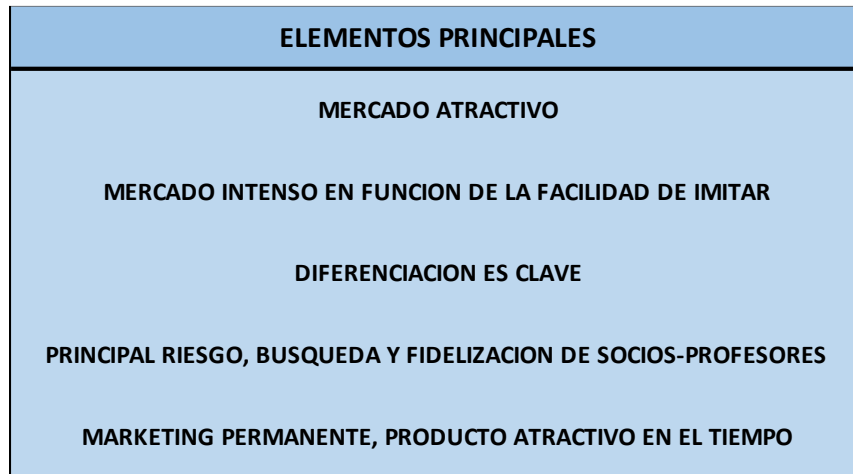 ELEMENTOS PRINCIPALES
MERCADO ATRACTIVO
MERCADO INTENSO EN FUNCION DE LA FACILIDAD DE IMITAR
DIFERENCIACION ES CLAVE
PRINCIPAL RIESGO, BUSQUEDA Y FIDELIZACION DE SOCIOS-PROFESORES
MARKETING PERMANENTE, PRODUCTO ATRACTIVO EN EL TIEMPO